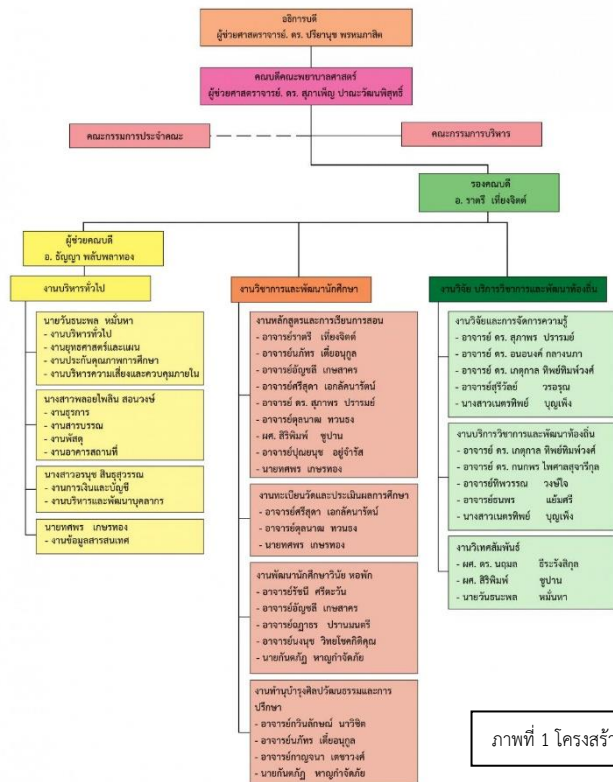 อธิการบดี
ผู้ช่วยศาสตราจารย์. ดร. ปรียานุช พรหมภาสิต
คณบดีคณะพยาบาลศาสตร์
ผู้ช่วยศาสตราจารย์. ดร. สุภาเพ็ญ ปาณะวัฒนพิสุทธิ์
คณะกรรมการประจำคณะ
คณะกรรมการบริหาร
รองคณบดี
อ. ราตรี เที่ยงจิตต์
ผู้ช่วยคณบดี
อ. ธัญญา พลับพลาทอง
งานบริหารทั่วไป
นายวันธนะพล หมั่นหา
- งานบริหารทั่วไป
- งานยุทธศาสตร์และแผน
- งานประกันคุณภาพการศึกษา
- งานบริหารความเสี่ยงและควบคุมภายใน
นางสาวพลอยไพลิน สอนวงษ์
- งานธุรการ
- งานสารบรรณ
- งานพัสดุ
- งานอาคารสถานที่
นางสาวอรนุช สินธุสุวรรณ
- งานการเงินและบัญชี
- งานบริหารและพัฒนาบุคลากร
นายทศพร เกษรทอง
- งานข้อมูลสารสนเทศ
งานวิชาการและพัฒนานักศึกษา
งานหลักสูตรและการเรียนการสอน
- อาจารย์ราตรี เที่ยงจิตต์
- อาจารย์นภัทร เตี๋ยอนุกูล
- อาจารย์อัญชลี เกษสาคร
- อาจารย์ศรีสุดา เอกลัคนารัตน์
- อาจารย์ ดร. สุภาพร ปรารมย์
- อาจารย์ตุลนาฒ ทวนธง
- ผศ. สิริพิมพ์ ชูปาน
- อาจารย์ปุณยนุช อยู่จำรัส
- นายทศพร เกษรทอง
งานทะเบียนวัดและประเมินผลการศึกษา
- อาจารย์ศรีสุดา เอกลัคนารัตน์
- อาจารย์ตุลนาฒ ทวนธง
- นายทศพร เกษรทอง
งานพัฒนานักศึกษาวินัย หอพัก
- อาจารย์รัชนี ศรีตะวัน
- อาจารย์อัญชลี เกษสาคร
- อาจารย์ฉฎาธร ปรานมนตรี
- อาจารย์นงนุช วิทยโชคกิติคุณ
- นายกันตภัฎ หาญกำจัดภัย
งานทำนุบำรุงศิลปวัฒนธรรมและการ
ปรึกษา
- อาจารย์กวินลักษณ์ นาวิชิต
- อาจารย์นภัทร เตี๋ยอนุกูล
- อาจารย์กาญจนา เตชาวงศ์
- นายกันตภัฎ หาญกำจัดภัย
งานวิจัย บริการวิชาการและพัฒนาท้องถิ่น
งานวิจัยและการจัดการความรู้
- อาจารย์ ดร. สุภาพร ปรารมย์
- อาจารย์ ดร. อนอนงค์ กลางนภา
- อาจารย์ ดร. เกตุกาล ทิพย์ทิมพ์วงศ์
- อาจารย์สุรีวัลย์ วรอรุณ
- นางสาวเนตรทิพย์ บุญเพ็ง
งานบริการวิชาการและพัฒนาท้องถิ่น
- อาจารย์ ดร. เกตุกาล ทิพย์ทิมพ์วงศ์
- อาจารย์ ดร. กนกพร ไพศาลสุจารีกุล
- อาจารย์ทิพวรรณ วงษ์ใจ
- อาจารย์ธนพร แย้มศรี
- นางสาวเนตรทิพย์ บุญเพ็ง
งานวิเทศสัมพันธ์
- ผศ. ดร. นฤมล ธีระรังสิกุล
- ผศ. สิริพิมพ์ ชูปาน
- นายวันธนะพล หมั่นหา
ภาพที่ 1 โครงสร้า